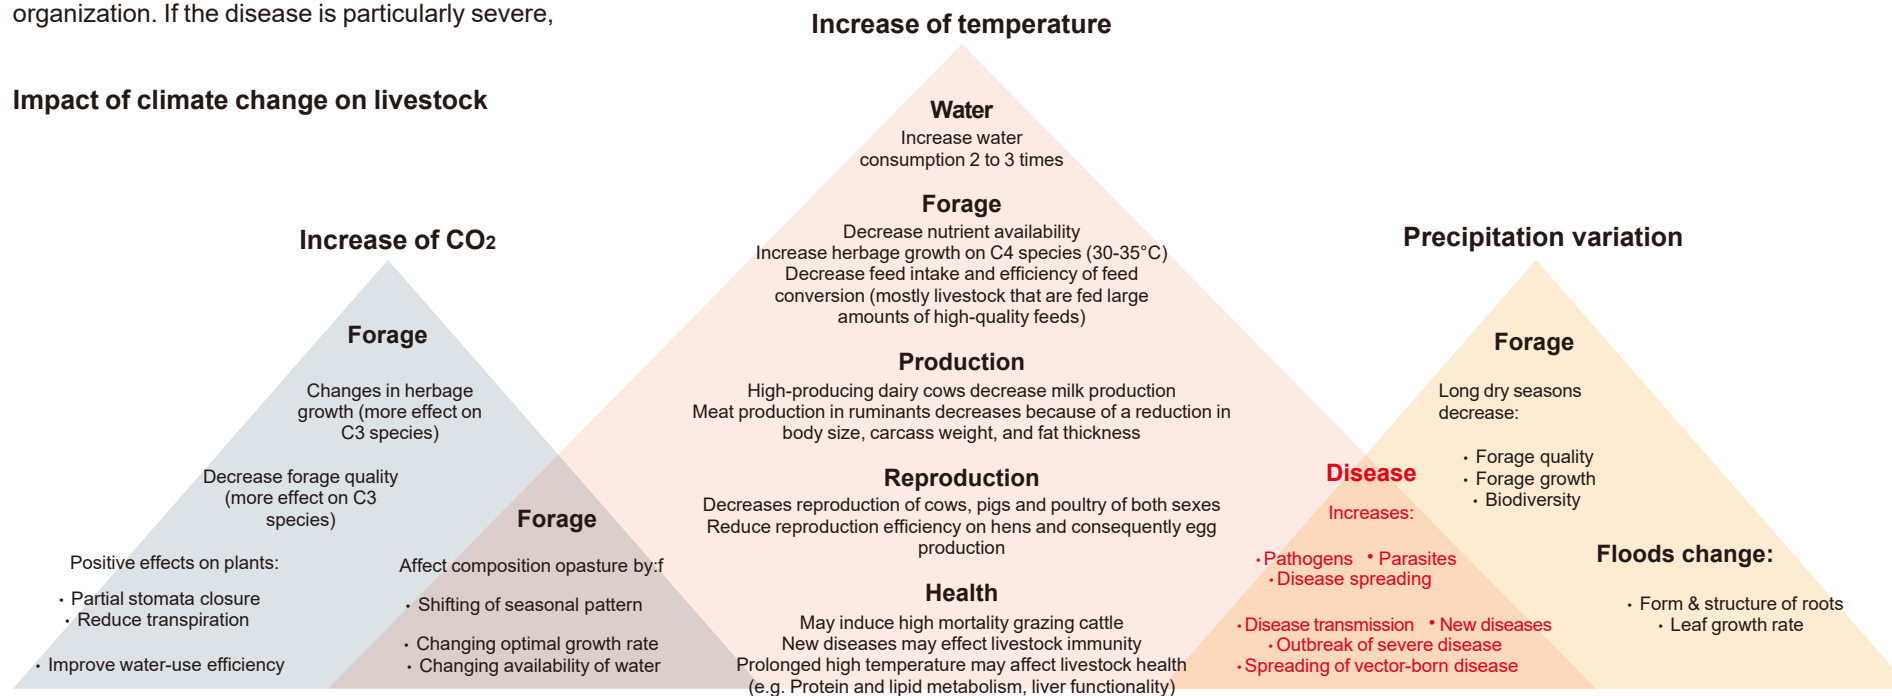 organization. If the disease is particularly severe,
Impact of climate change on livestock
Increase of CO2
Forage
Changes in herbage
growth (more effect on
C3 species)
Decrease forage quality
(more effect on C3
species)
Positive effects on plants:
• Partial stomata closure
• Reduce transpiration
• Improve water-use efficiency
Forage
Affect composition opasture by:f
• Shifting of seasonal pattern
• Changing optimal growth rate
• Changing availability of water
Increase of temperature
Water
Increase water
consumption 2 to 3 times
Forage
Decrease nutrient availability
Increase herbage growth on C4 species (30-35°C)
Decrease feed intake and efficiency of feed
conversion (mostly livestock that are fed large
amounts of high-quality feeds)
Production
High-producing dairy cows decrease milk production
Meat production in ruminants decreases because of a reduction in
body size, carcass weight, and fat thickness
Reproduction
Decreases reproduction of cows, pigs and poultry of both sexes
Reduce reproduction efficiency on hens and consequently egg
production
Health
May induce high mortality grazing cattle
New diseases may effect livestock immunity
Prolonged high temperature may affect livestock health
(e.g. Protein and lipid metabolism, liver functionality)
Disease
Increases:
• Pathogens • Parasites
• Disease spreading
• Disease transmission • New diseases
• Outbreak of severe disease
• Spreading of vector-born disease
Precipitation variation
Forage
Long dry seasons
decrease:
• Forage quality
• Forage growth
• Biodiversity
Floods change:
• Form & structure of roots
• Leaf growth rate